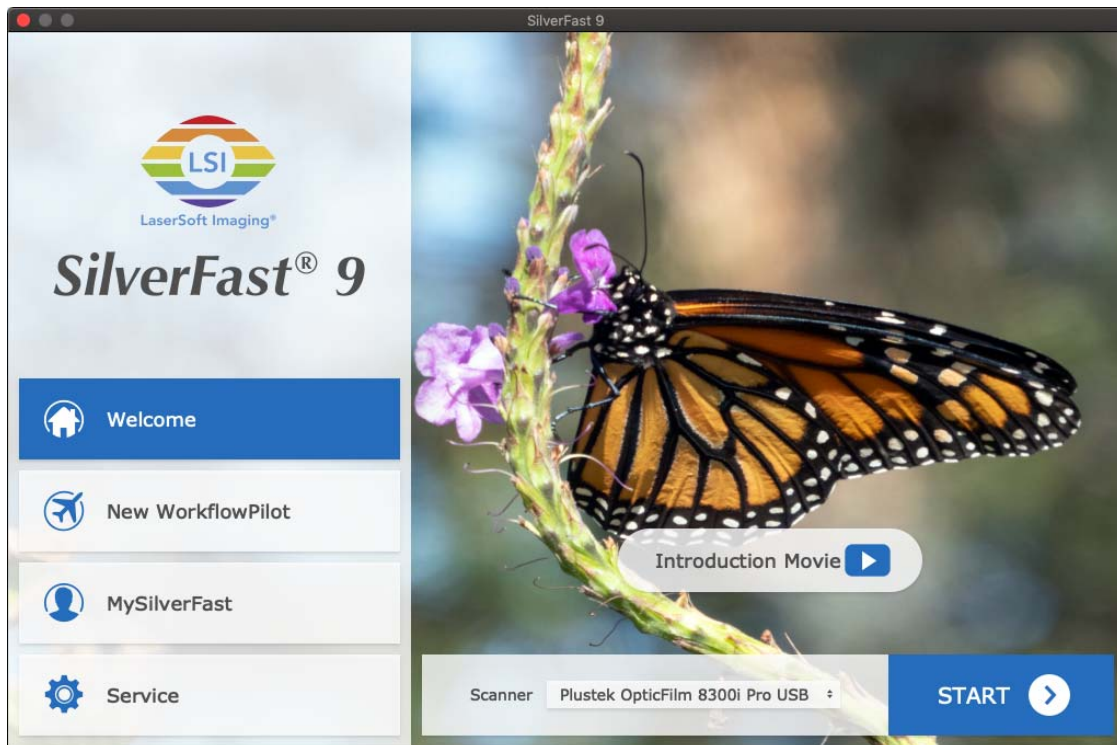 SilverFast 9
LSI
LaserSoft Imaging®
SilverFast® 9
Welcome
New WorkflowPilot
MySilverFast
Service
Introduction Movie
Scanner Plustek OpticFilm 8300i Pro USB
START